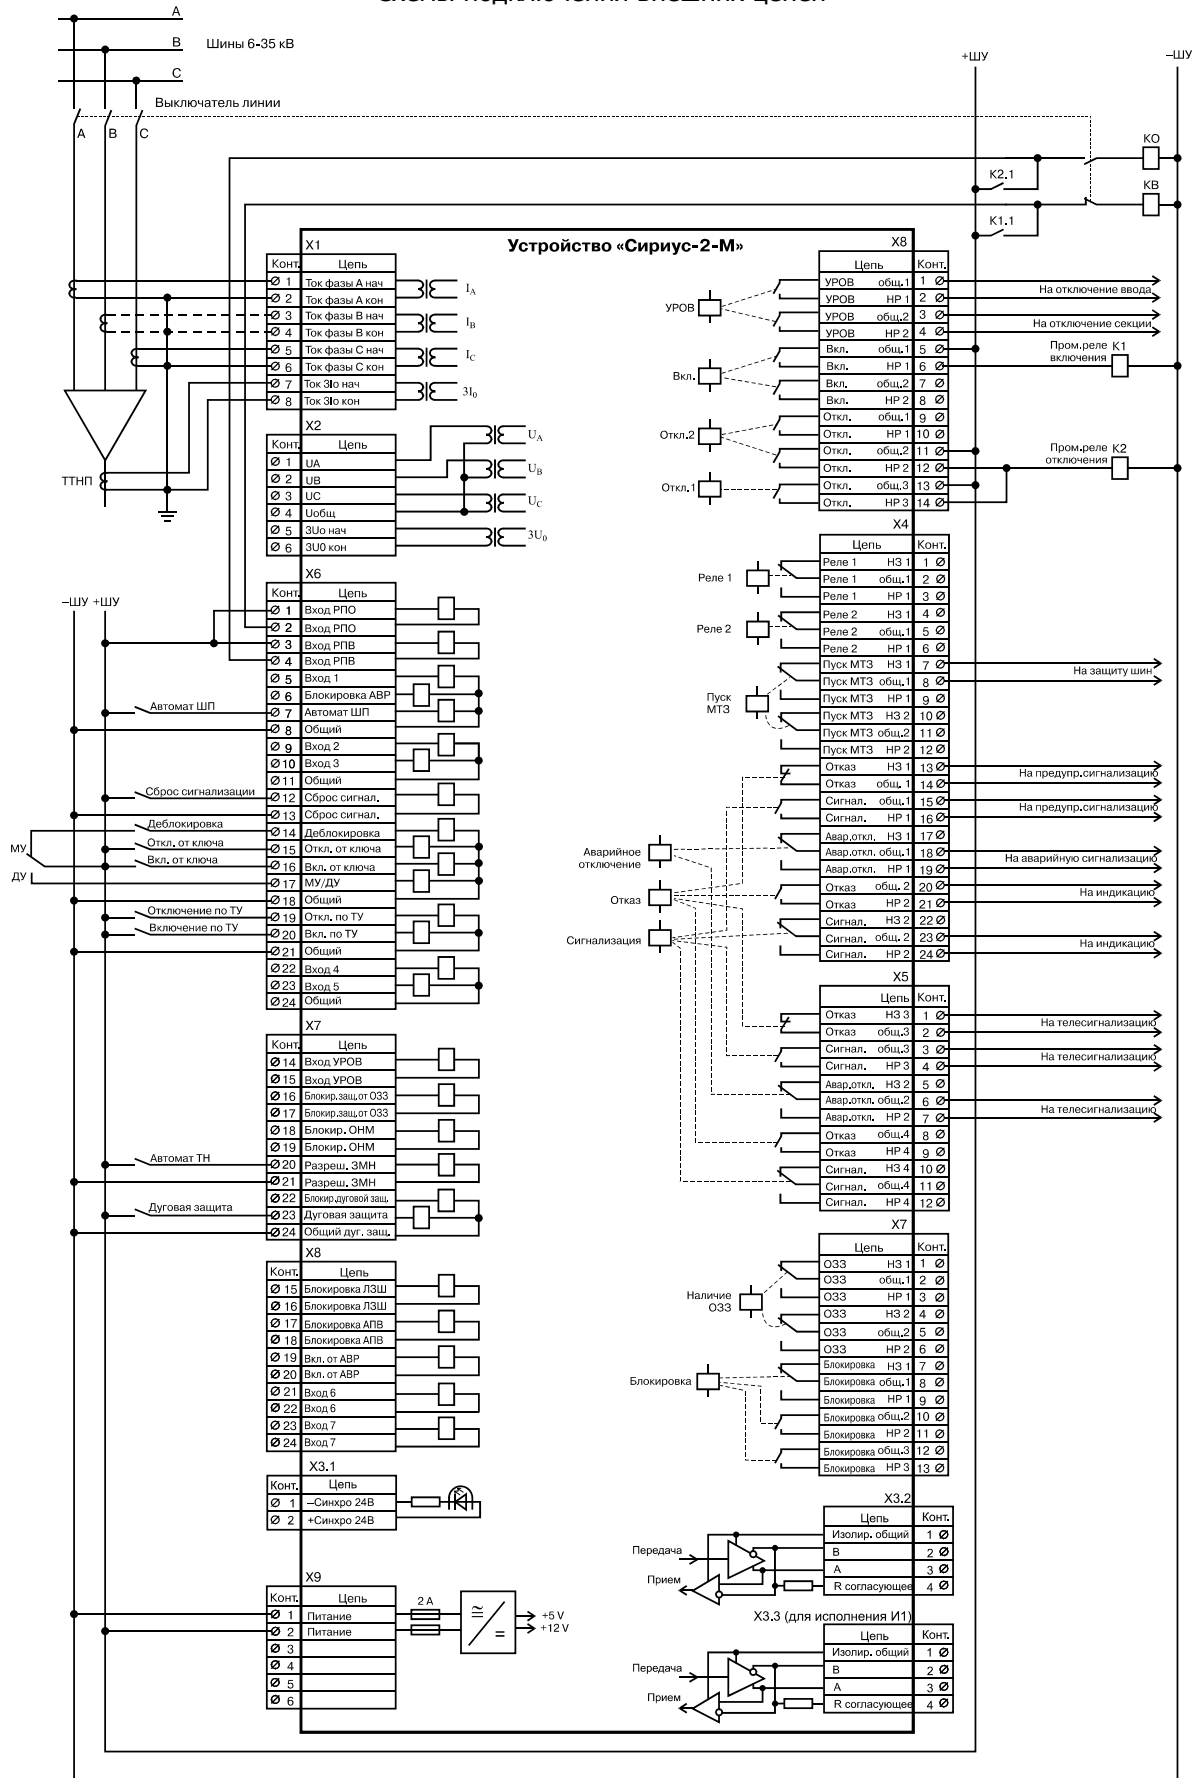 A
B
Шины 6-35 кВ
C
Выключатель линии
A
B
C
+ШУ
–ШУ
КО
К2.1
КВ
К1.1
Устройство «Сириус-2-М»
X1
Конт. Цепь
1 Ток фазы А нач
2 Ток фазы А кон
3 Ток фазы В нач
4 Ток фазы В кон
5 Ток фазы С нач
6 Ток фазы С кон
7 Ток 3Iо нач
8 Ток 3Iо кон
IA
IB
IC
3I0
ТТНП
X2
Конт. Цепь
1 UA
2 UB
3 UC
4 Uобщ
5 3Uо нач
6 3U0 кон
UA
UB
UC
3U0
–ШУ +ШУ
X6
Конт. Цепь
1 Вход РПО
2 Вход РПО
3 Вход РПВ
4 Вход РПВ
5 Вход 1
6 Блокировка АВР
7 Автомат ШП
8 Общий
9 Вход 2
10 Вход 3
11 Общий
12 Сброс сигнал.
13 Сброс сигнал.
14 Деблокировка
15 Откл. от ключа
16 Вкл. от ключа
17 МУ/ДУ
18 Общий
19 Откл. по ТУ
20 Вкл. по ТУ
21 Общий
22 Вход 4
23 Вход 5
24 Общий
Автомат ШП
Сброс сигнализации
Деблокировка
Откл. от ключа
Вкл. от ключа
МУ
ДУ
Отключение по ТУ
Включение по ТУ
X7
Конт. Цепь
14 Вход УРОВ
15 Вход УРОВ
16 Блокир.защ.от ОЗЗ
17 Блокир.защ.от ОЗЗ
18 Блокир. ОНМ
19 Блокир. ОНМ
20 Разреш. ЗМН
21 Разреш. ЗМН
22 Блокир.дуговой защ.
23 Дуговая защита
24 Общий дуг. защ.
Автомат ТН
Дуговая защита
X8
Конт. Цепь
15 Блокировка ЛЗШ
16 Блокировка ЛЗШ
17 Блокировка АПВ
18 Блокировка АПВ
19 Вкл. от АВР
20 Вкл. от АВР
21 Вход 6
22 Вход 6
23 Вход 7
24 Вход 7
X3.1
Конт. Цепь
1 –Синхро 24В
2 +Синхро 24В
X9
Конт. Цепь
1 Питание
2 Питание
3
4
5
6
2 А
+5 V
+12 V
X8
Цепь Конт.
УРОВ общ.1 1
УРОВ НР 1 2
УРОВ общ.2 3
УРОВ НР 2 4
Вкл. общ.1 5
Вкл. НР 1 6
Вкл. общ.2 7
Вкл. НР 2 8
Откл. общ.1 9
Откл. НР 1 10
Откл. общ.2 11
Откл. НР 2 12
Откл. общ.3 13
Откл. НР 3 14
УРОВ
Вкл.
Откл.2
Откл.1
На отключение ввода
На отключение секции
Пром.реле К1
включения
Пром.реле К2
отключения
X4
Цепь Конт.
Реле 1 НЗ 1 1
Реле 1 общ.1 2
Реле 1 НР 1 3
Реле 2 НЗ 1 4
Реле 2 общ.1 5
Реле 2 НР 1 6
Пуск МТЗ НЗ 1 7
Пуск МТЗ общ.1 8
Пуск МТЗ НР 1 9
Пуск МТЗ НЗ 2 10
Пуск МТЗ общ.2 11
Пуск МТЗ НР 2 12
Отказ НЗ 1 13
Отказ общ. 1 14
Сигнал. общ. 1 15
Сигнал. НР 1 16
Авар.откл. НЗ 1 17
Авар.откл. общ.1 18
Авар.откл. НР 1 19
Отказ общ. 2 20
Отказ НР 2 21
Сигнал. НЗ 2 22
Сигнал. общ. 2 23
Сигнал. НР 2 24
Реле 1
Реле 2
Пуск
МТЗ
Аварийное
отключение
Отказ
Сигнализация
На защиту шин
На предупр.сигнализацию
На предупр.сигнализацию
На аварийную сигнализацию
На индикацию
На индикацию
X5
Цепь Конт.
Отказ НЗ 3 1
Отказ общ.3 2
Сигнал. общ.3 3
Сигнал. НР 3 4
Авар.откл. НЗ 2 5
Авар.откл. общ.2 6
Авар.откл. НР 2 7
Отказ общ.4 8
Отказ НР 4 9
Сигнал. НЗ 4 10
Сигнал. общ.4 11
Сигнал. НР 4 12
На телесигнализацию
На телесигнализацию
На телесигнализацию
X7
Цепь Конт.
ОЗЗ НЗ 1 1
ОЗЗ общ.1 2
ОЗЗ НР 1 3
ОЗЗ НЗ 2 4
ОЗЗ общ.2 5
ОЗЗ НР 2 6
Блокировка НЗ 1 7
Блокировка общ.1 8
Блокировка НР 1 9
Блокировка общ.2 10
Блокировка НР 2 11
Блокировка общ.3 12
Блокировка НР 3 13
Наличие
ОЗЗ
Блокировка
X3.2
Цепь Конт.
Изолир. общий 1
В 2
А 3
R согласующее 4
Передача
Прием
X3.3 (для исполнения И1)
Цепь Конт.
Изолир. общий 1
В 2
А 3
R согласующее 4
Передача
Прием